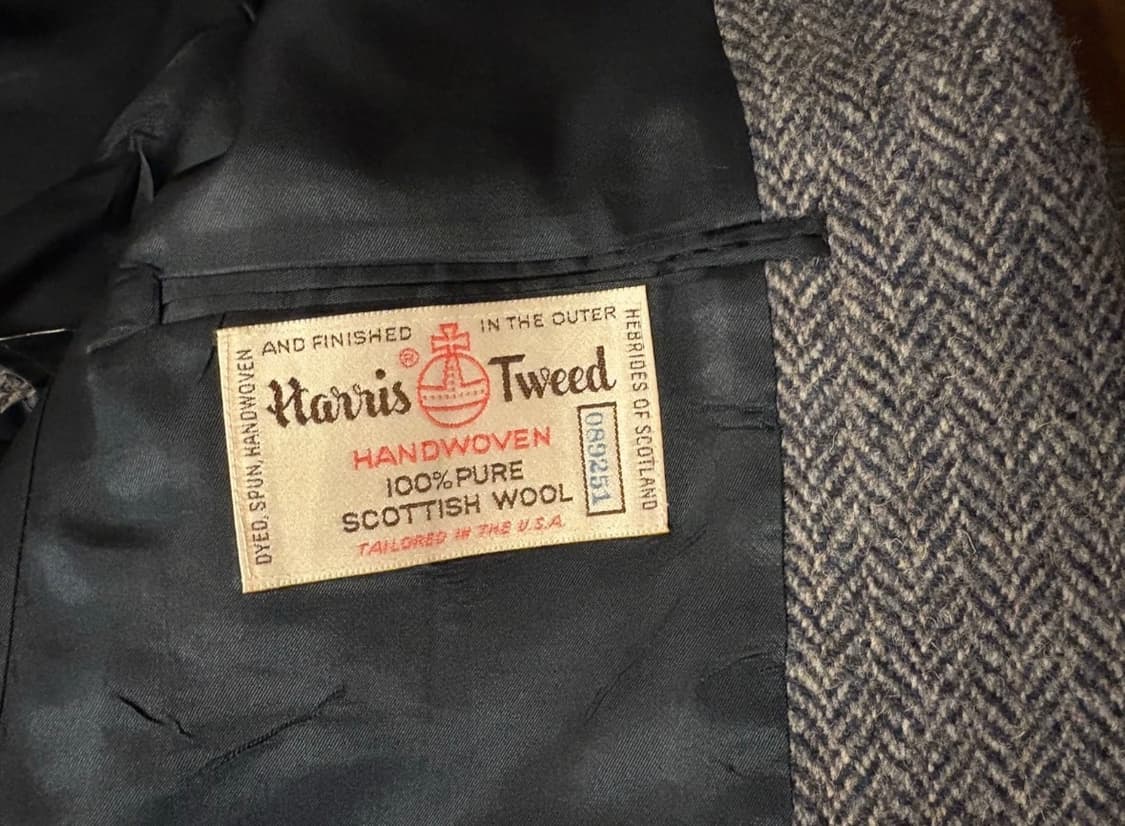 DYED, SPUN, HANDWOVEN
AND FINISHED
IN THE OUTER
HEBRIDES OF SCOTLAND
Harris® Tweed
HANDWOVEN
100% PURE
SCOTTISH WOOL
TAILORED IN THE U.S.A.
089251